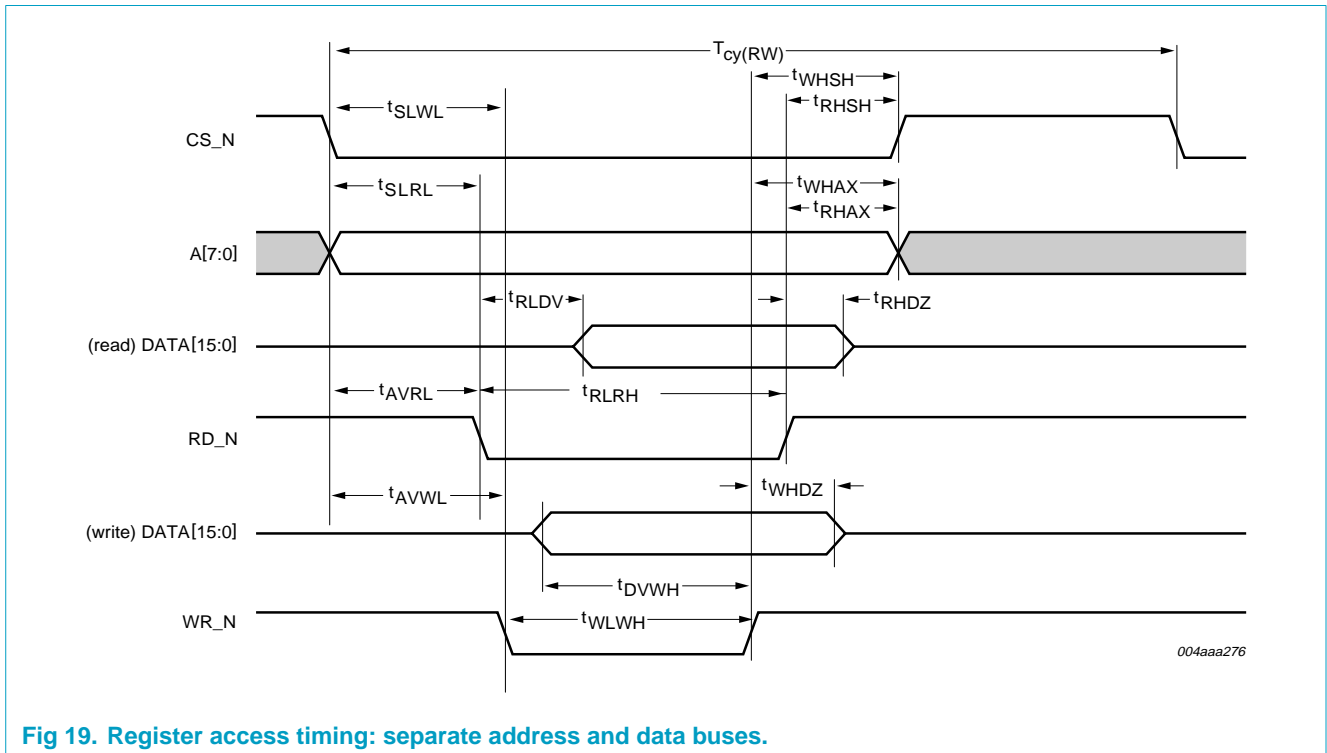 Tcy(RW)
tWHSH
tSLWL
tRHSH
CS_N
tSLRL
tWHAX
tRHAX
A[7:0]
tRLDV
tRHDZ
(read) DATA[15:0]
tAVRL
tRLRH
RD_N
tAVWL
tWHDZ
(write) DATA[15:0]
tDVWH
WR_N
tWLWH
004aaa276
Fig 19. Register access timing: separate address and data buses.